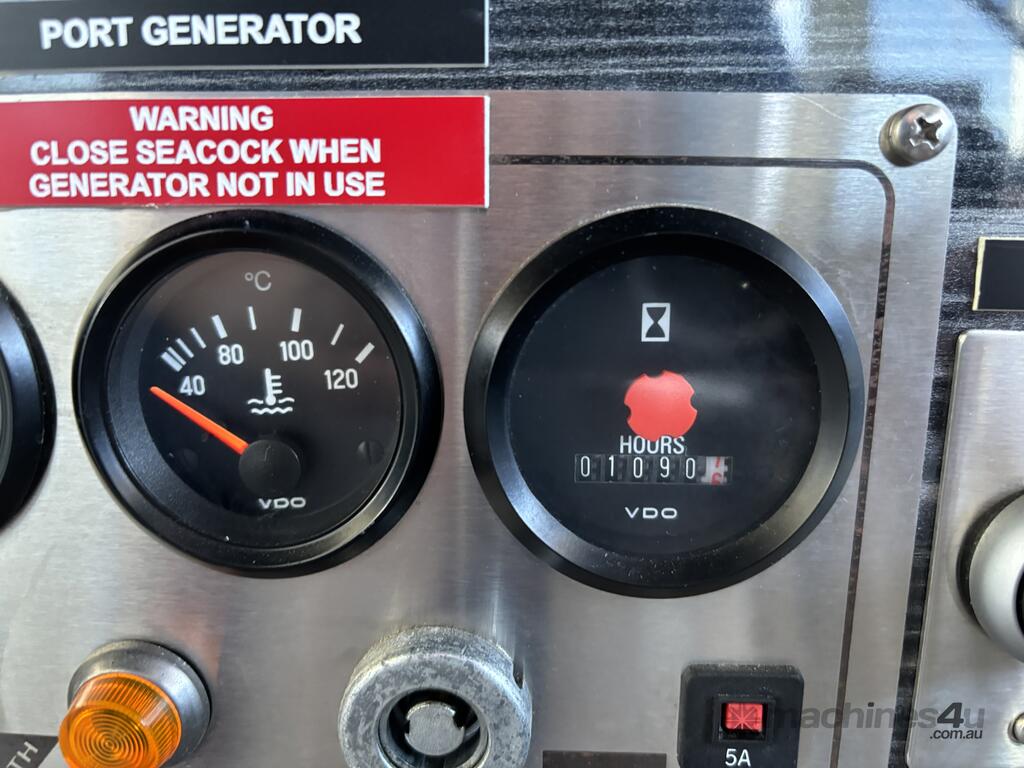 PORT GENERATOR
WARNING
CLOSE SEACOCK WHEN
GENERATOR NOT IN USE
°C
40 80 100 120
VDO
HOURS
01090
VDO
TH
5A
machines4u
.com.au